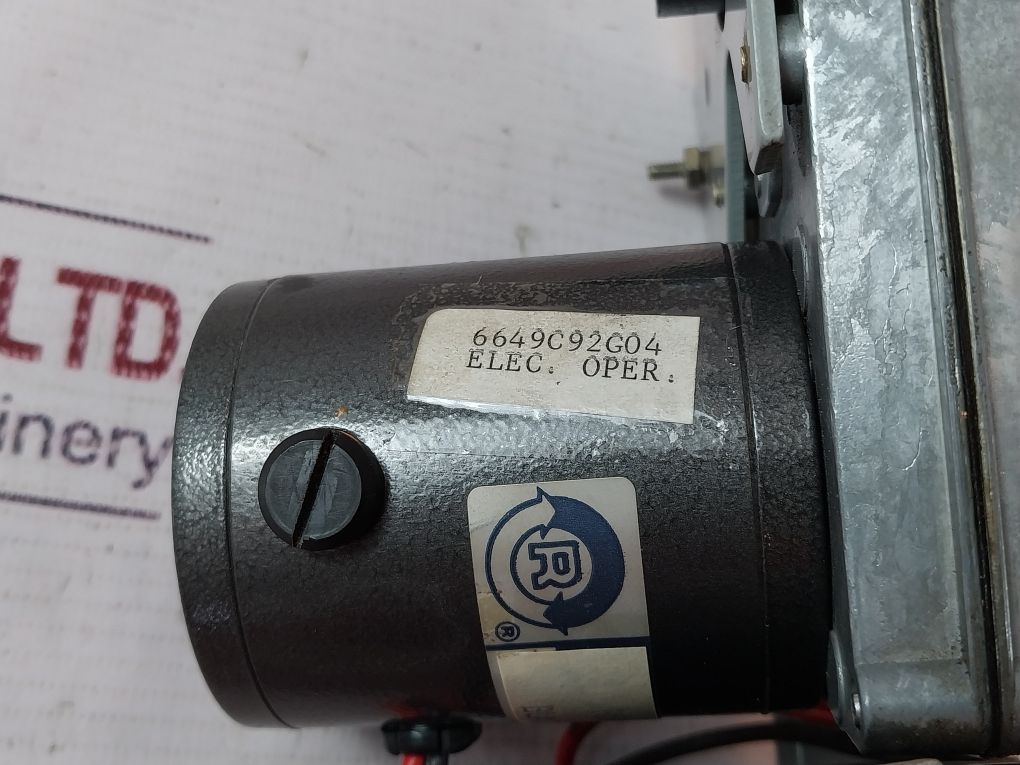 6649C92G04
ELEC. OPER.
R
®
LTD.
inery